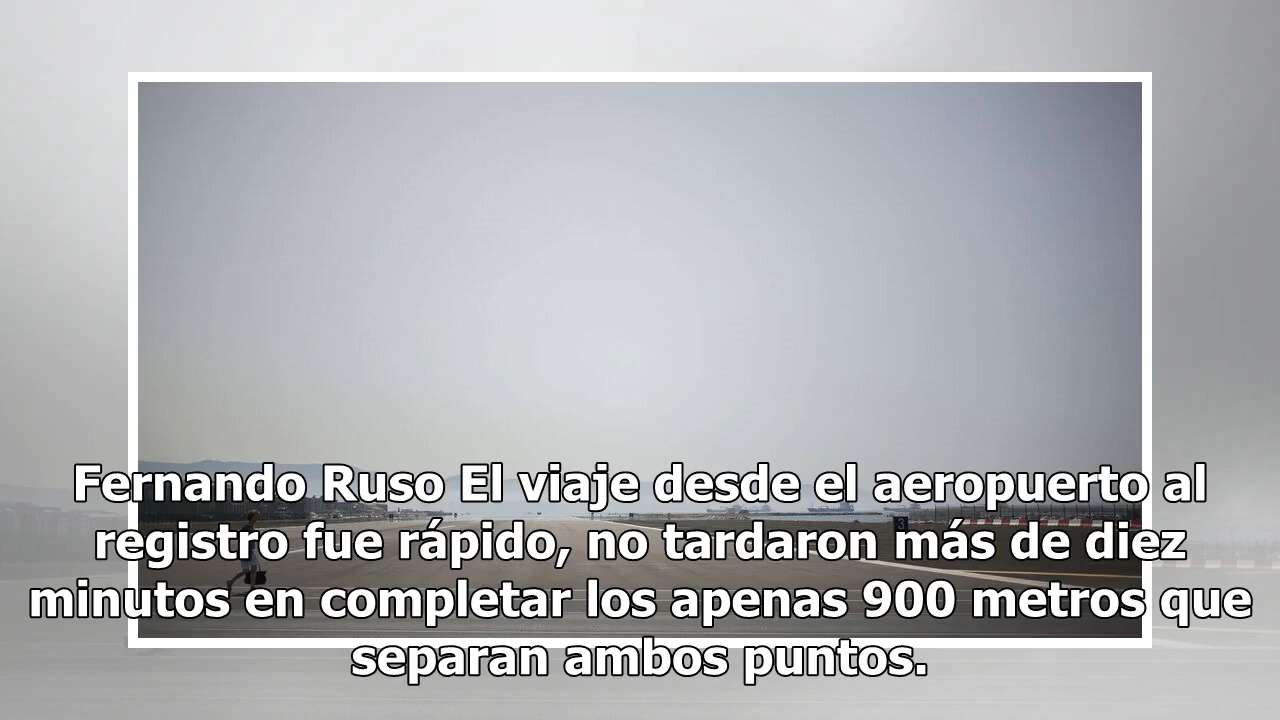 Fernando Ruso El viaje desde el aeropuerto al
registro fue rápido, no tardaron más de diez
minutos en completar los apenas 900 metros que
separan ambos puntos.
3